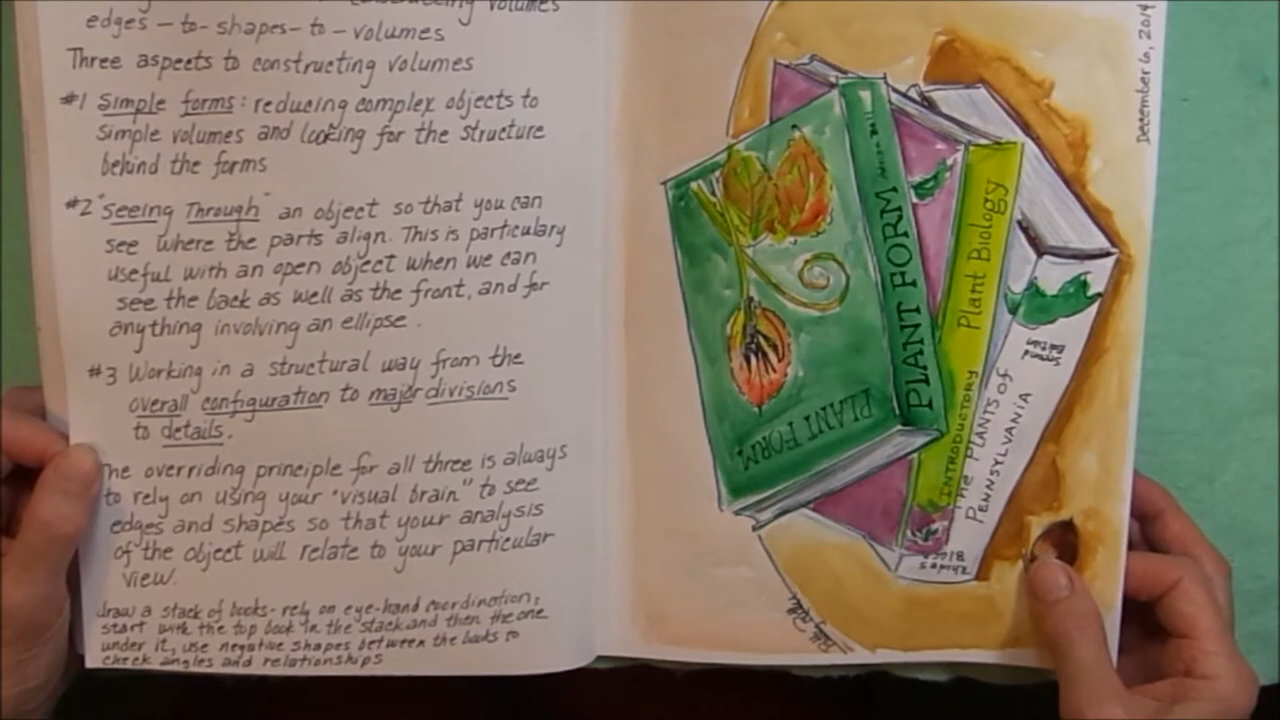 volumes
edges - to - shapes - to - volumes
Three aspects to constructing volumes
#1 Simple forms: reducing complex objects to
simple volumes and looking for the structure
behind the forms
#2 "Seeing Through" an object so that you can
see where the parts align. This is particulary
useful with an open object when we can
see the back as well as the front, and for
anything involving an ellipse.
#3 Working in a structural way from the
overall configuration to major divisions
to details.
The overriding principle for all three is always
to rely on using your "visual brain" to see
edges and shapes so that your analysis
of the object will relate to your particular
view.
draw a stack of books - rely on eye-hand coordination;
start with the top book in the stack and then the one
under it, use negative shapes between the books to
check angles and relationships
December 6, 2014
PLANT FORM
PLANT FORM
INTRODUCTORY Plant Biology
The PLANTS of
PENNSYLVANIA
Second
Edition
Rhoads